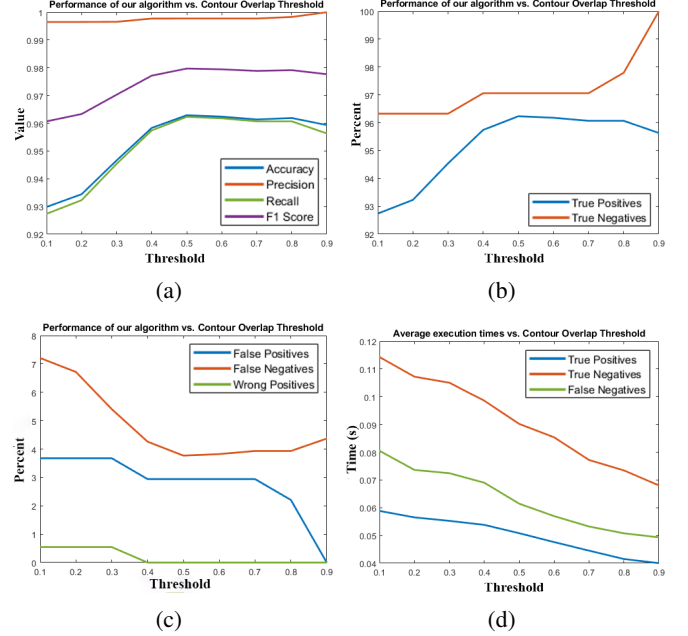 Performance of our algorithm vs. Contour Overlap Threshold
Value
1
0.99
0.98
0.97
0.96
0.95
0.94
0.93
0.92
0.1 0.2 0.3 0.4 0.5 0.6 0.7 0.8 0.9
Threshold
Accuracy
Precision
Recall
F1 Score
(a)
Performance of our algorithm vs. Contour Overlap Threshold
Percent
100
99
98
97
96
95
94
93
92
0.1 0.2 0.3 0.4 0.5 0.6 0.7 0.8 0.9
Threshold
True Positives
True Negatives
(b)
Performance of our algorithm vs. Contour Overlap Threshold
Percent
8
7
6
5
4
3
2
1
0
0.1 0.2 0.3 0.4 0.5 0.6 0.7 0.8 0.9
Threshold
False Positives
False Negatives
Wrong Positives
(c)
Average execution times vs. Contour Overlap Threshold
Time (s)
0.12
0.11
0.1
0.09
0.08
0.07
0.06
0.05
0.04
0.1 0.2 0.3 0.4 0.5 0.6 0.7 0.8 0.9
Threshold
True Positives
True Negatives
False Negatives
(d)